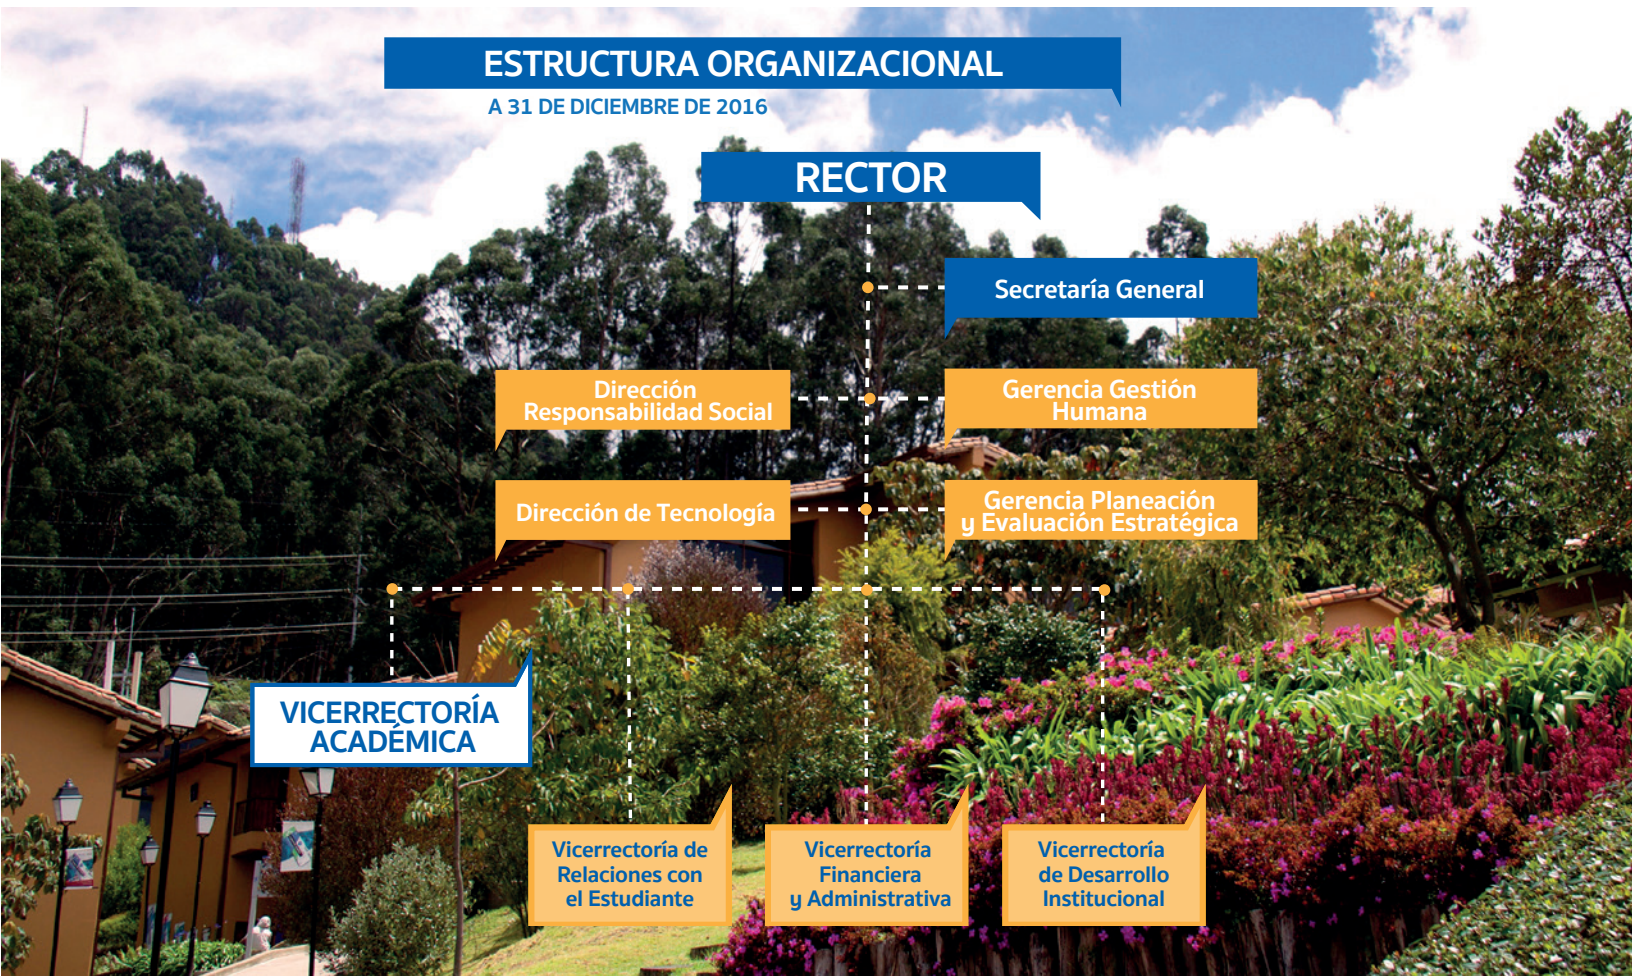 ESTRUCTURA ORGANIZACIONAL
A 31 DE DICIEMBRE DE 2016
RECTOR
Secretaría General
Dirección
Responsabilidad Social
Gerencia Gestión
Humana
Dirección de Tecnología
Gerencia Planeación
y Evaluación Estratégica
VICERRECTORÍA
ACADÉMICA
Vicerrectoría de
Relaciones con
el Estudiante
Vicerrectoría
Financiera
y Administrativa
Vicerrectoría
de Desarrollo
Institucional